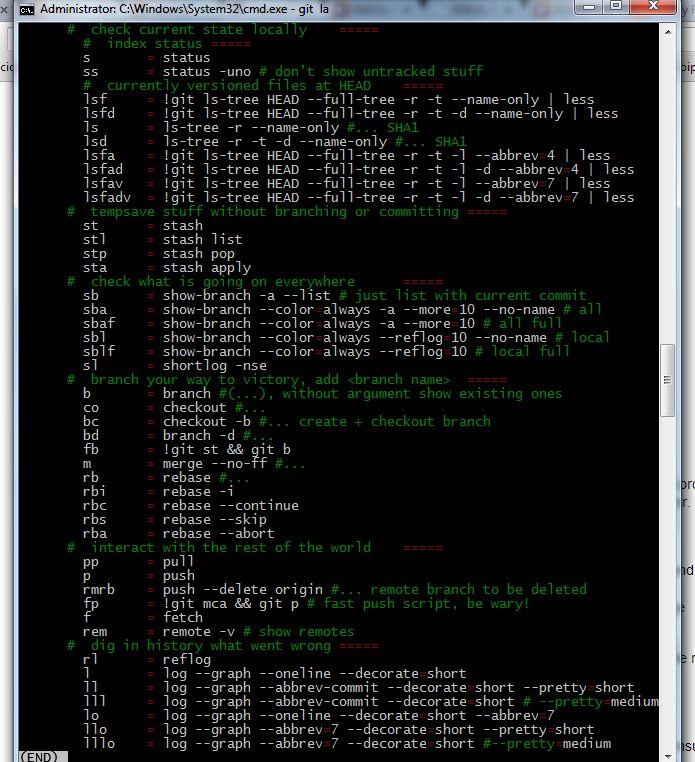 Administrator: C:\Windows\System32\cmd.exe - git  la
#  check current state locally    =====
#  index status =====
s       = status
ss      = status -uno # don't show untracked stuff
#  currently versioned files at HEAD    =====
lsf     = !git ls-tree HEAD --full-tree -r -t --name-only | less
lsfd    = !git ls-tree HEAD --full-tree -r -t -d --name-only | less
ls      = ls-tree -r --name-only #... SHA1
lsd     = ls-tree -r -t -d --name-only #... SHA1
lsfa    = !git ls-tree HEAD --full-tree -r -t -l --abbrev=4 | less
lsfad   = !git ls-tree HEAD --full-tree -r -t -l -d --abbrev=4 | less
lsfav   = !git ls-tree HEAD --full-tree -r -t -l --abbrev=7 | less
lsfadv  = !git ls-tree HEAD --full-tree -r -t -l -d --abbrev=7 | less
#  tempsave stuff without branching or committing =====
st      = stash
stl     = stash list
stp     = stash pop
sta     = stash apply
#  check what is going on everywhere      =====
sb      = show-branch -a --list # just list with current commit
sba     = show-branch --color=always -a --more=10 --no-name # all
sbaf    = show-branch --color=always -a --more=10 # all full
sbl     = show-branch --color=always --reflog=10 --no-name # local
sblf    = show-branch --color=always --reflog=10 # local full
sl      = shortlog -nse
#  branch your way to victory, add <branch name>  =====
b       = branch #(...), without argument show existing ones
co      = checkout #...
bc      = checkout -b #... create + checkout branch
bd      = branch -d #...
fb      = !git st && git b
m       = merge --no-ff #...
rb      = rebase #...
rbi     = rebase -i
rbc     = rebase --continue
rbs     = rebase --skip
rba     = rebase --abort
#  interact with the rest of the world    =====
pp      = pull
p       = push
rmrb    = push --delete origin #... remote branch to be deleted
fp      = !git mca && git p # fast push script, be wary!
f       = fetch
rem     = remote -v # show remotes
#  dig in history what went wrong =====
rl      = reflog
l       = log --graph --oneline --decorate=short
ll      = log --graph --abbrev-commit --decorate=short --pretty=short
lll     = log --graph --abbrev-commit --decorate=short # --pretty=medium
lo      = log --oneline --decorate=short --abbrev=7
llo     = log --graph --abbrev=7 --decorate=short --pretty=short
lllo    = log --graph --abbrev=7 --decorate=short #--pretty=medium
(END)